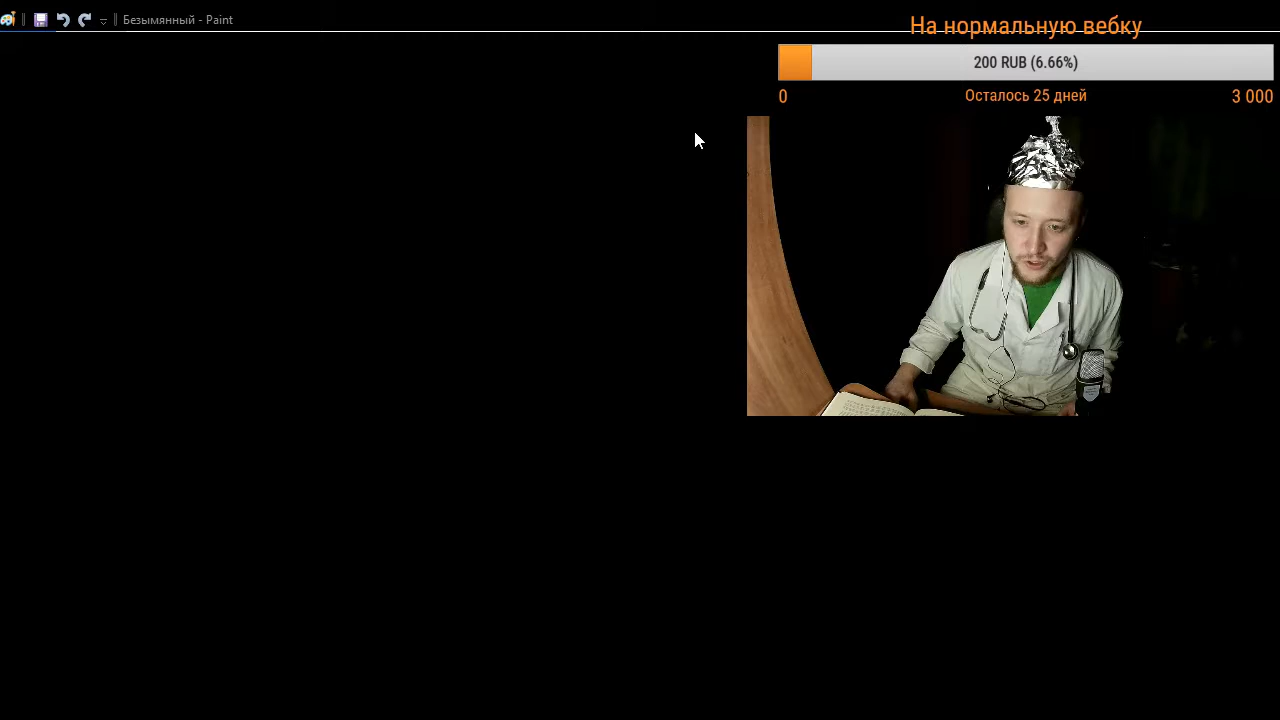 Безымянный - Paint
На нормальную вебку
200 RUB (6.66%)
0
Осталось 25 дней
3 000